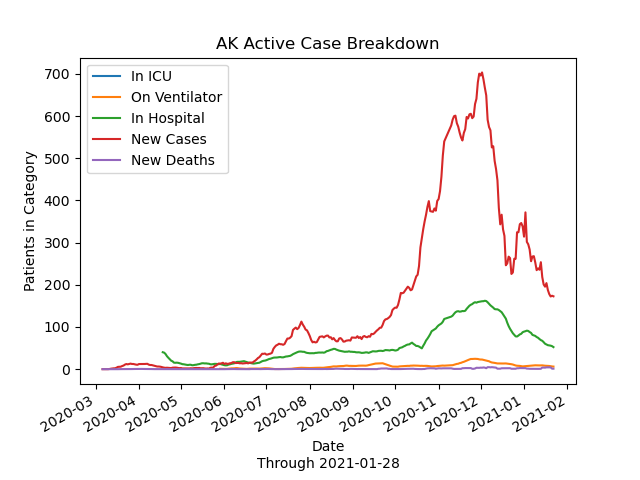 AK Active Case Breakdown
In ICU
On Ventilator
In Hospital
New Cases
New Deaths
Patients in Category
700
600
500
400
300
200
100
0
2020-03
2020-04
2020-05
2020-06
2020-07
2020-08
2020-09
2020-10
2020-11
2020-12
2021-01
2021-02
Date
Through 2021-01-28